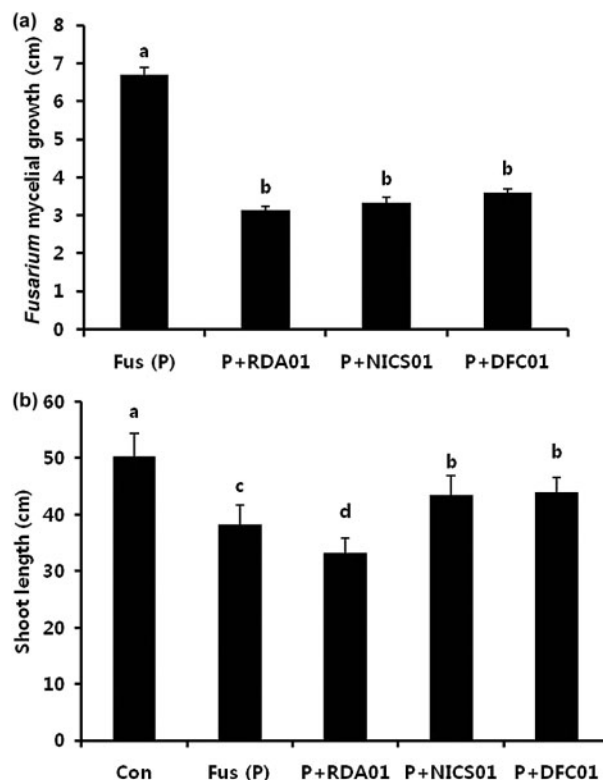 (a)
Fusarium mycelial growth (cm)
8
7
6
5
4
3
2
1
0
a
b
b
b
Fus (P) P+RDA01 P+NICS01 P+DFC01
(b)
Shoot length (cm)
60
50
40
30
20
10
0
a
c
d
b
b
Con Fus (P) P+RDA01 P+NICS01 P+DFC01